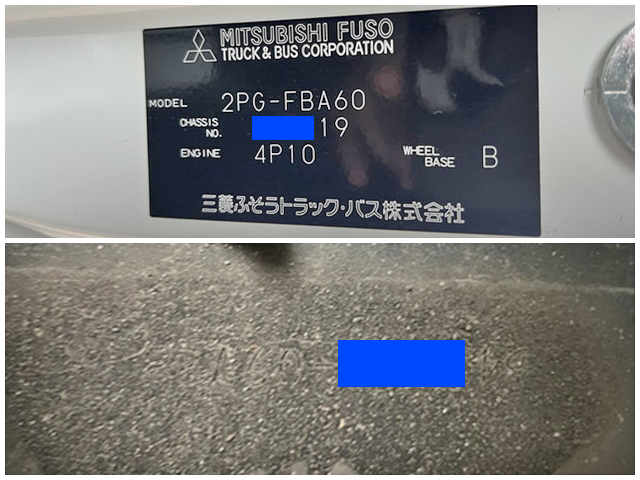 MITSUBISHI FUSO
TRUCK & BUS CORPORATION
MODEL 2PG-FBA60
CHASSIS NO. 19
ENGINE 4P10 WHEEL BASE B
三菱ふそうトラック・バス株式会社